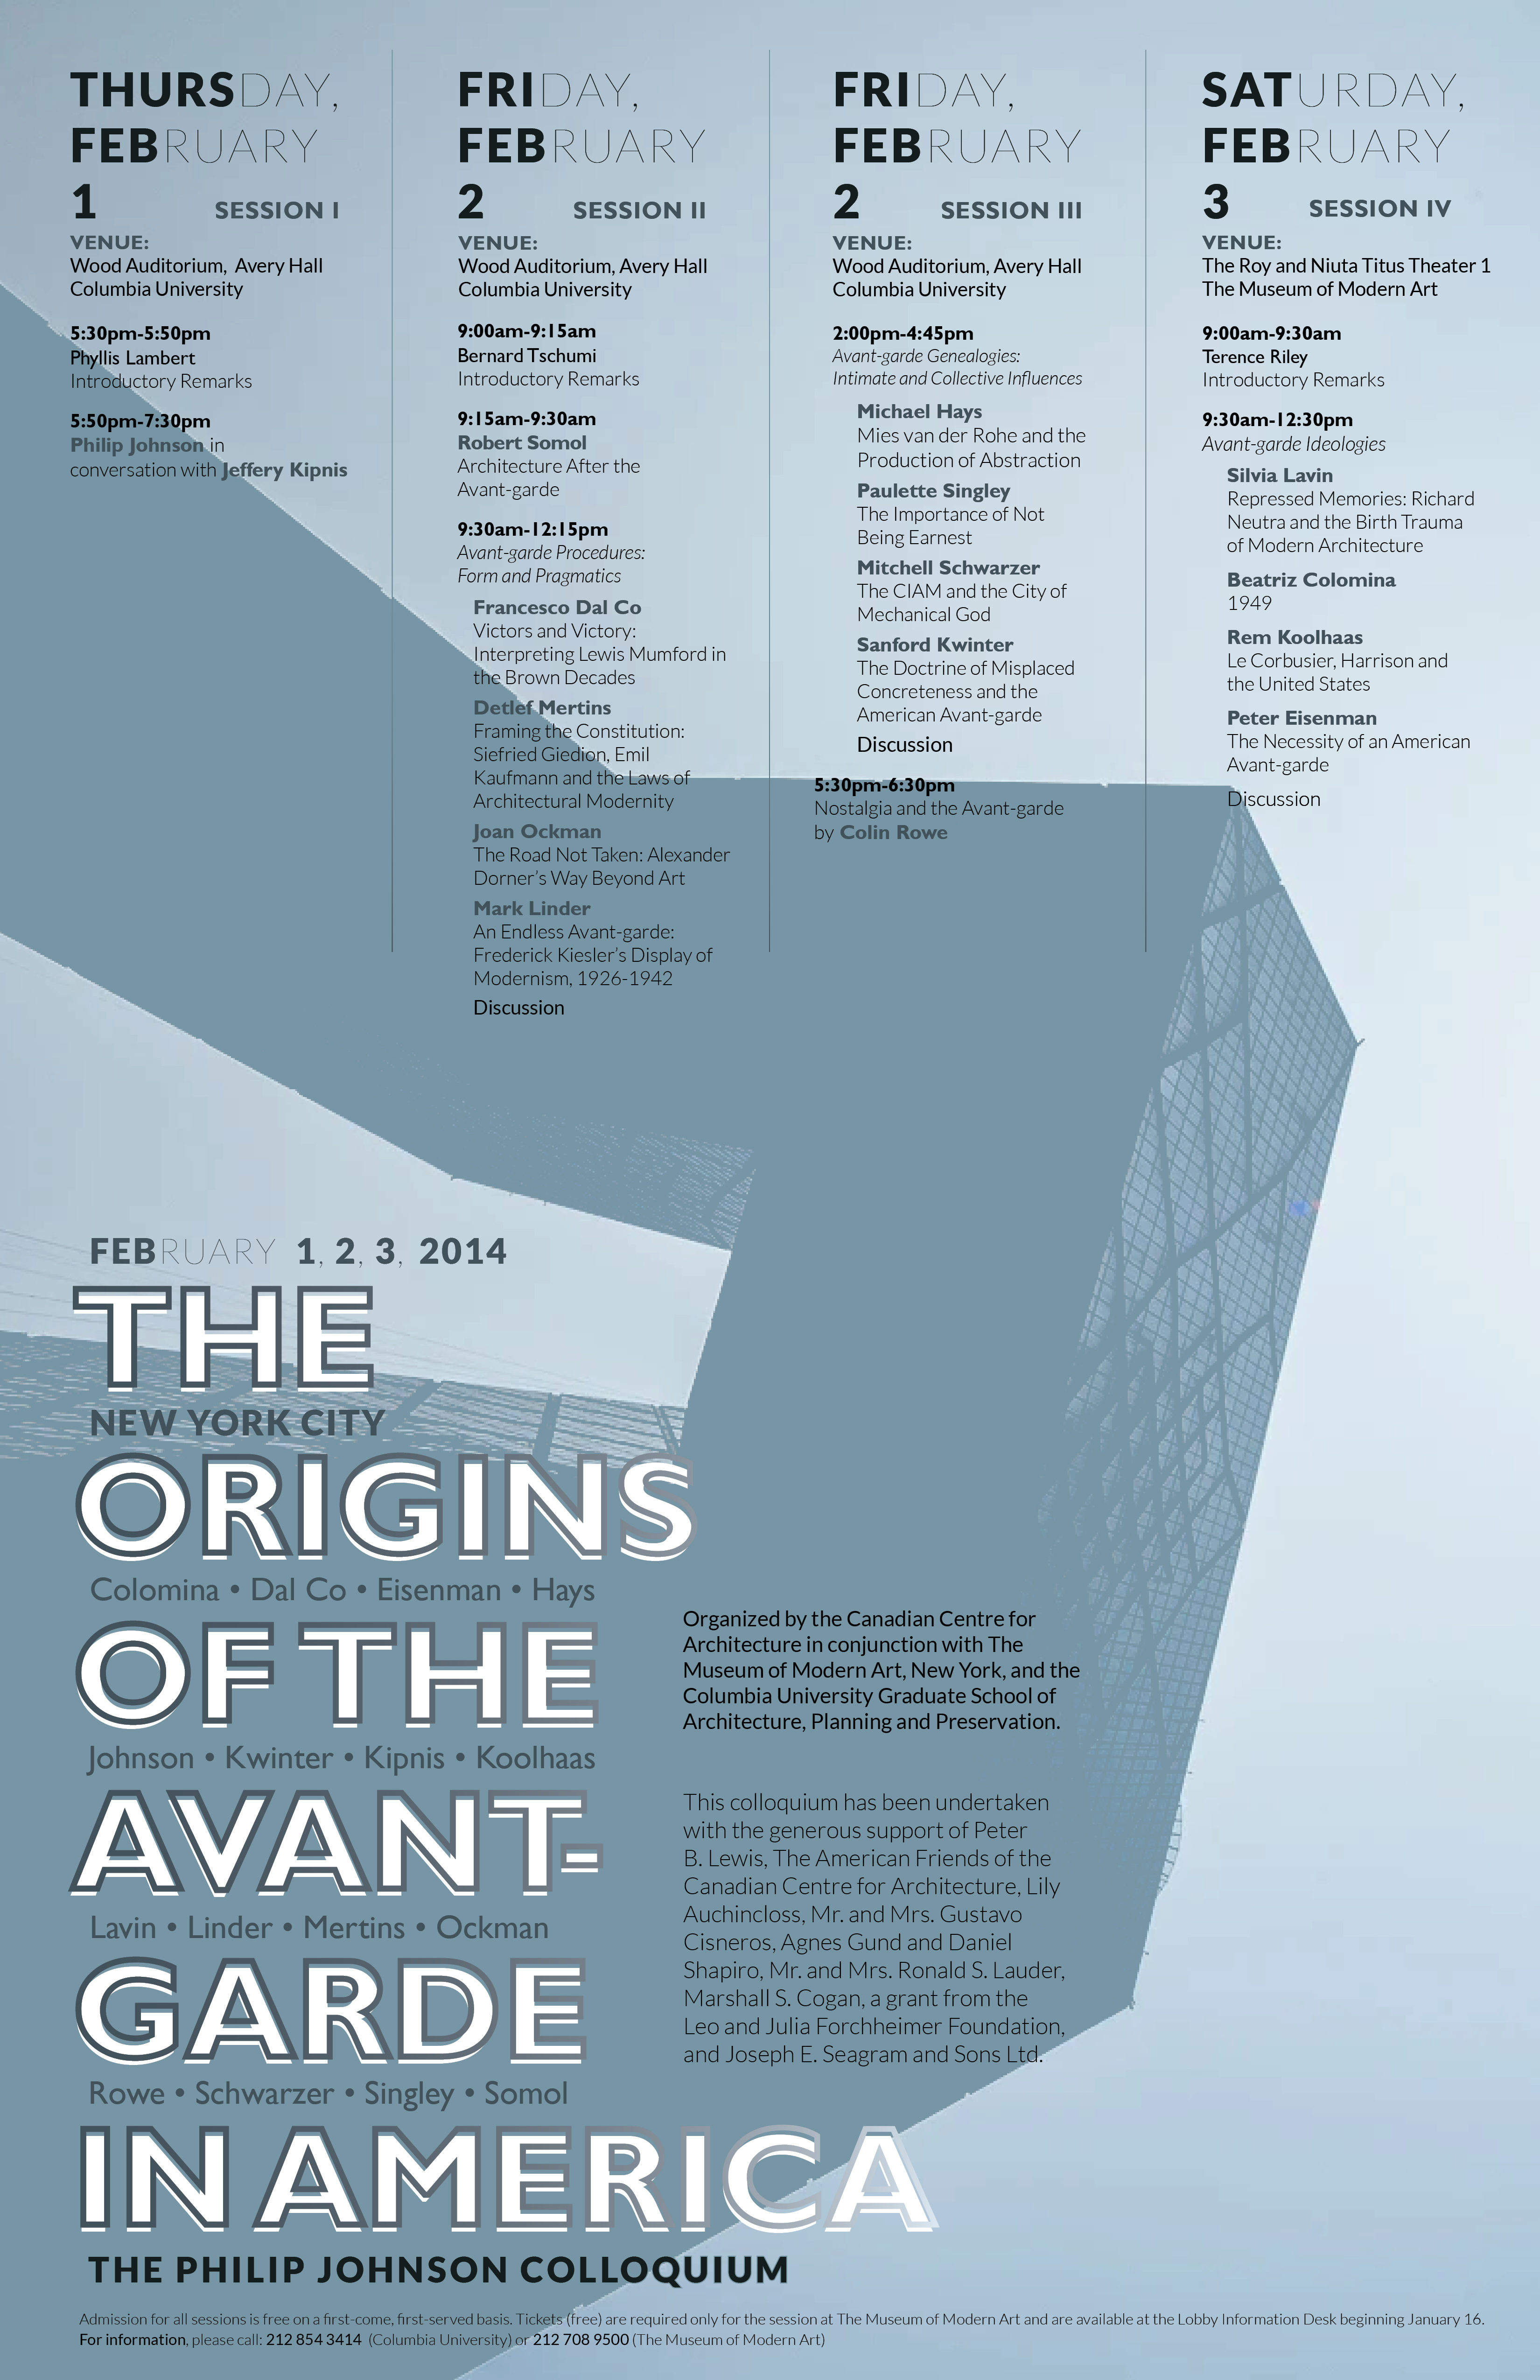 THURSDAY,
FEBRUARY
1 SESSION I
VENUE:
Wood Auditorium, Avery Hall
Columbia University
5:30pm-5:50pm
Phyllis Lambert
Introductory Remarks
5:50pm-7:30pm
Philip Johnson in
conversation with Jeffery Kipnis
FRIDAY,
FEBRUARY
2 SESSION II
VENUE:
Wood Auditorium, Avery Hall
Columbia University
9:00am-9:15am
Bernard Tschumi
Introductory Remarks
9:15am-9:30am
Robert Somol
Architecture After the
Avant-garde
9:30am-12:15pm
Avant-garde Procedures:
Form and Pragmatics
Francesco Dal Co
Victors and Victory:
Interpreting Lewis Mumford in
the Brown Decades
Detlef Mertins
Framing the Constitution:
Siefried Giedion, Emil
Kaufmann and the Laws of
Architectural Modernity
Joan Ockman
The Road Not Taken: Alexander
Dorner's Way Beyond Art
Mark Linder
An Endless Avant-garde:
Frederick Kiesler's Display of
Modernism, 1926-1942
Discussion
FRIDAY,
FEBRUARY
2 SESSION III
VENUE:
Wood Auditorium, Avery Hall
Columbia University
2:00pm-4:45pm
Avant-garde Genealogies:
Intimate and Collective Influences
Michael Hays
Mies van der Rohe and the
Production of Abstraction
Paulette Singley
The Importance of Not
Being Earnest
Mitchell Schwarzer
The CIAM and the City of
Mechanical God
Sanford Kwinter
The Doctrine of Misplaced
Concreteness and the
American Avant-garde
Discussion
5:30pm-6:30pm
Nostalgia and the Avant-garde
by Colin Rowe
SATURDAY,
FEBRUARY
3 SESSION IV
VENUE:
The Roy and Niuta Titus Theater 1
The Museum of Modern Art
9:00am-9:30am
Terence Riley
Introductory Remarks
9:30am-12:30pm
Avant-garde Ideologies
Silvia Lavin
Repressed Memories: Richard
Neutra and the Birth Trauma
of Modern Architecture
Beatriz Colomina
1949
Rem Koolhaas
Le Corbusier, Harrison and
the United States
Peter Eisenman
The Necessity of an American
Avant-garde
Discussion
FEBRUARY 1, 2, 3, 2014
THE
NEW YORK CITY
ORIGINS
Colomina • Dal Co • Eisenman • Hays
OF THE
Johnson • Kwinter • Kipnis • Koolhaas
AVANT-
Lavin • Linder • Mertins • Ockman
GARDE
Rowe • Schwarzer • Singley • Somol
IN AMERICA
THE PHILIP JOHNSON COLLOQUIUM
Organized by the Canadian Centre for
Architecture in conjunction with The
Museum of Modern Art, New York, and the
Columbia University Graduate School of
Architecture, Planning and Preservation.
This colloquium has been undertaken
with the generous support of Peter
B. Lewis, The American Friends of the
Canadian Centre for Architecture, Lily
Auchincloss, Mr. and Mrs. Gustavo
Cisneros, Agnes Gund and Daniel
Shapiro, Mr. and Mrs. Ronald S. Lauder,
Marshall S. Cogan, a grant from the
Leo and Julia Forchheimer Foundation,
and Joseph E. Seagram and Sons Ltd.
Admission for all sessions is free on a first-come, first-served basis. Tickets (free) are required only for the session at The Museum of Modern Art and are available at the Lobby Information Desk beginning January 16.
For information, please call: 212 854 3414 (Columbia University) or 212 708 9500 (The Museum of Modern Art)